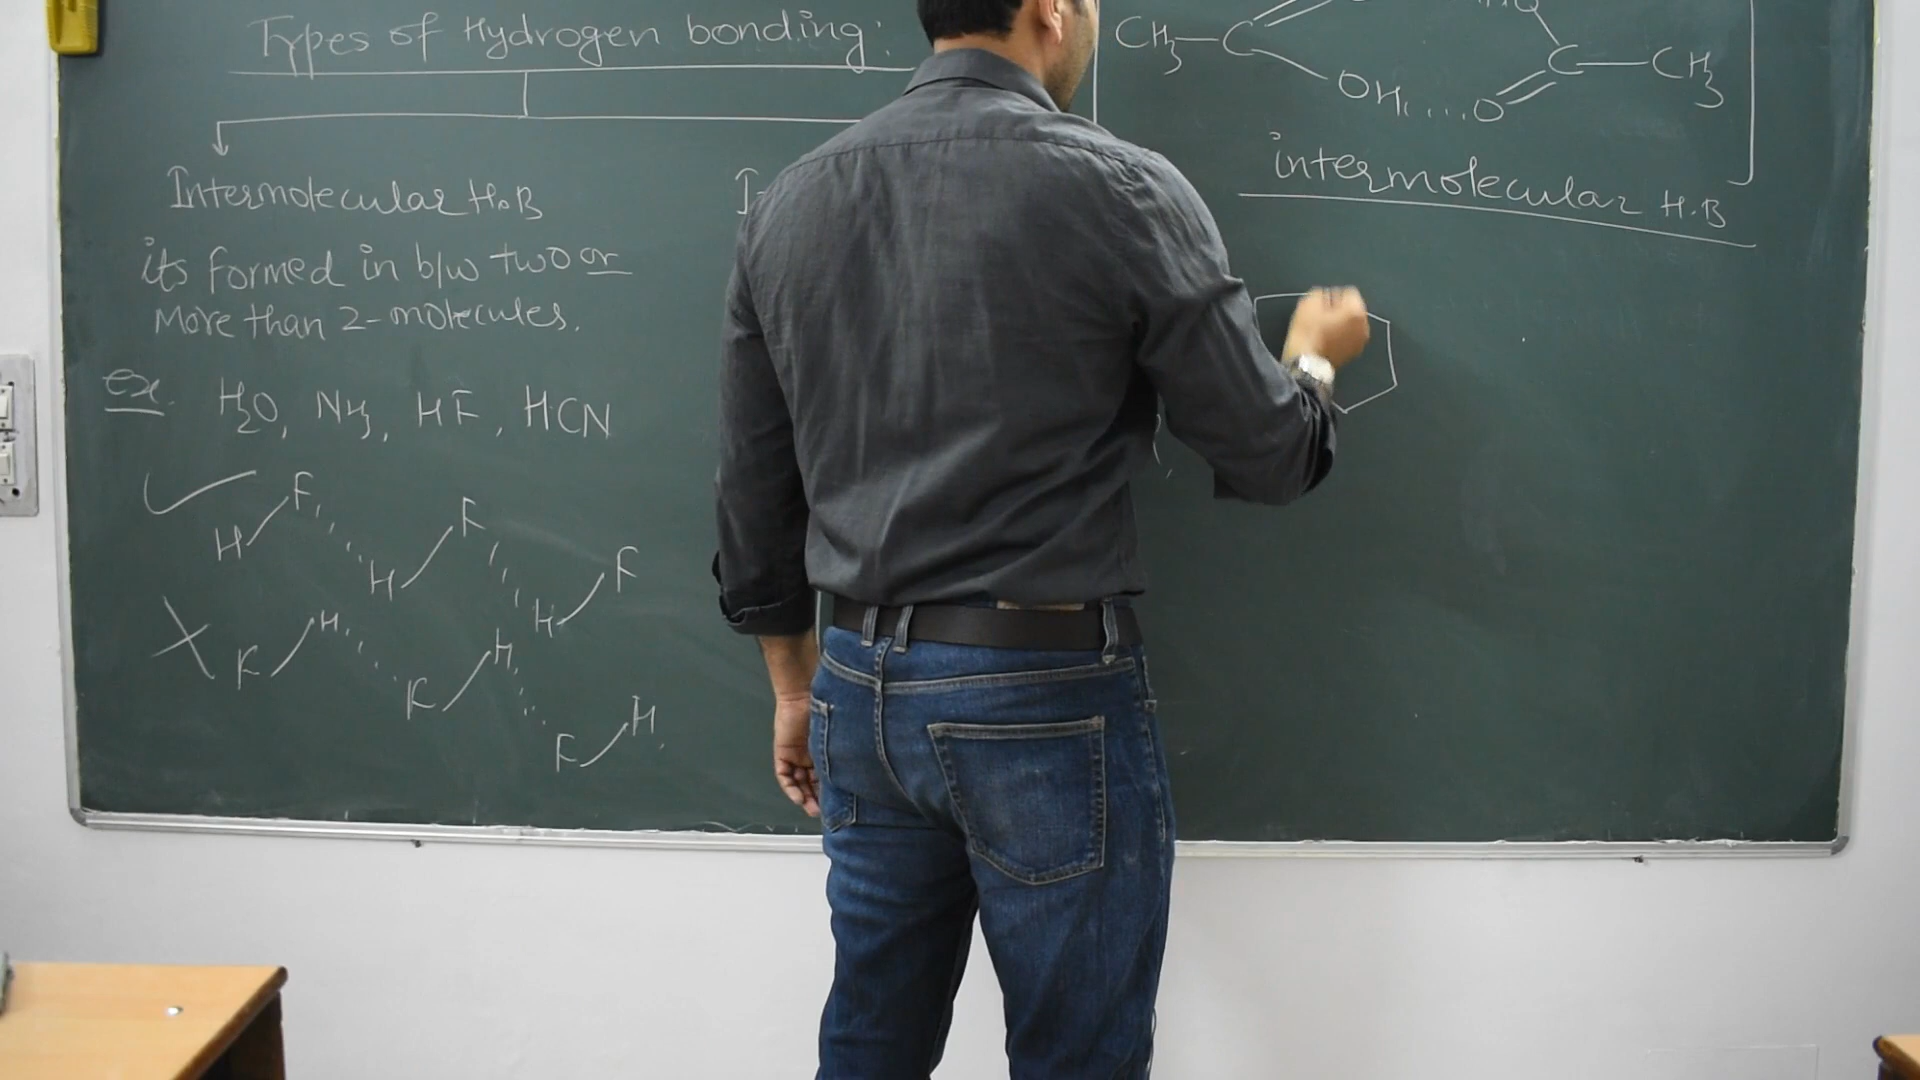 Types of Hydrogen bonding:
Intermolecular H.B
its formed in b/w two or
more than 2-molecules.
ex. H2O, NH3, HF, HCN
F
H
F
H
F
H
H
F
H
F
H
F
CH3-C
OH....O
C-CH3
intermolecular H.B